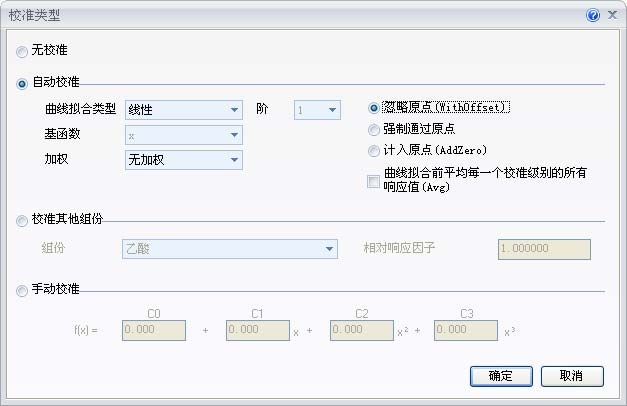 校准类型
无校准
自动校准
曲线拟合类型 线性 阶 1 忽略原点(WithOffset)
基函数 x 强制通过原点
加权 无加权 计入原点(AddZero)
曲线拟合前平均每一个校准级别的所有
响应值(Avg)
校准其他组份
组份 乙酸 相对响应因子 1.000000
手动校准
C0 C1 C2 C3
f(x) = 0.000 + 0.000 x + 0.000 x² + 0.000 x³
确定 取消